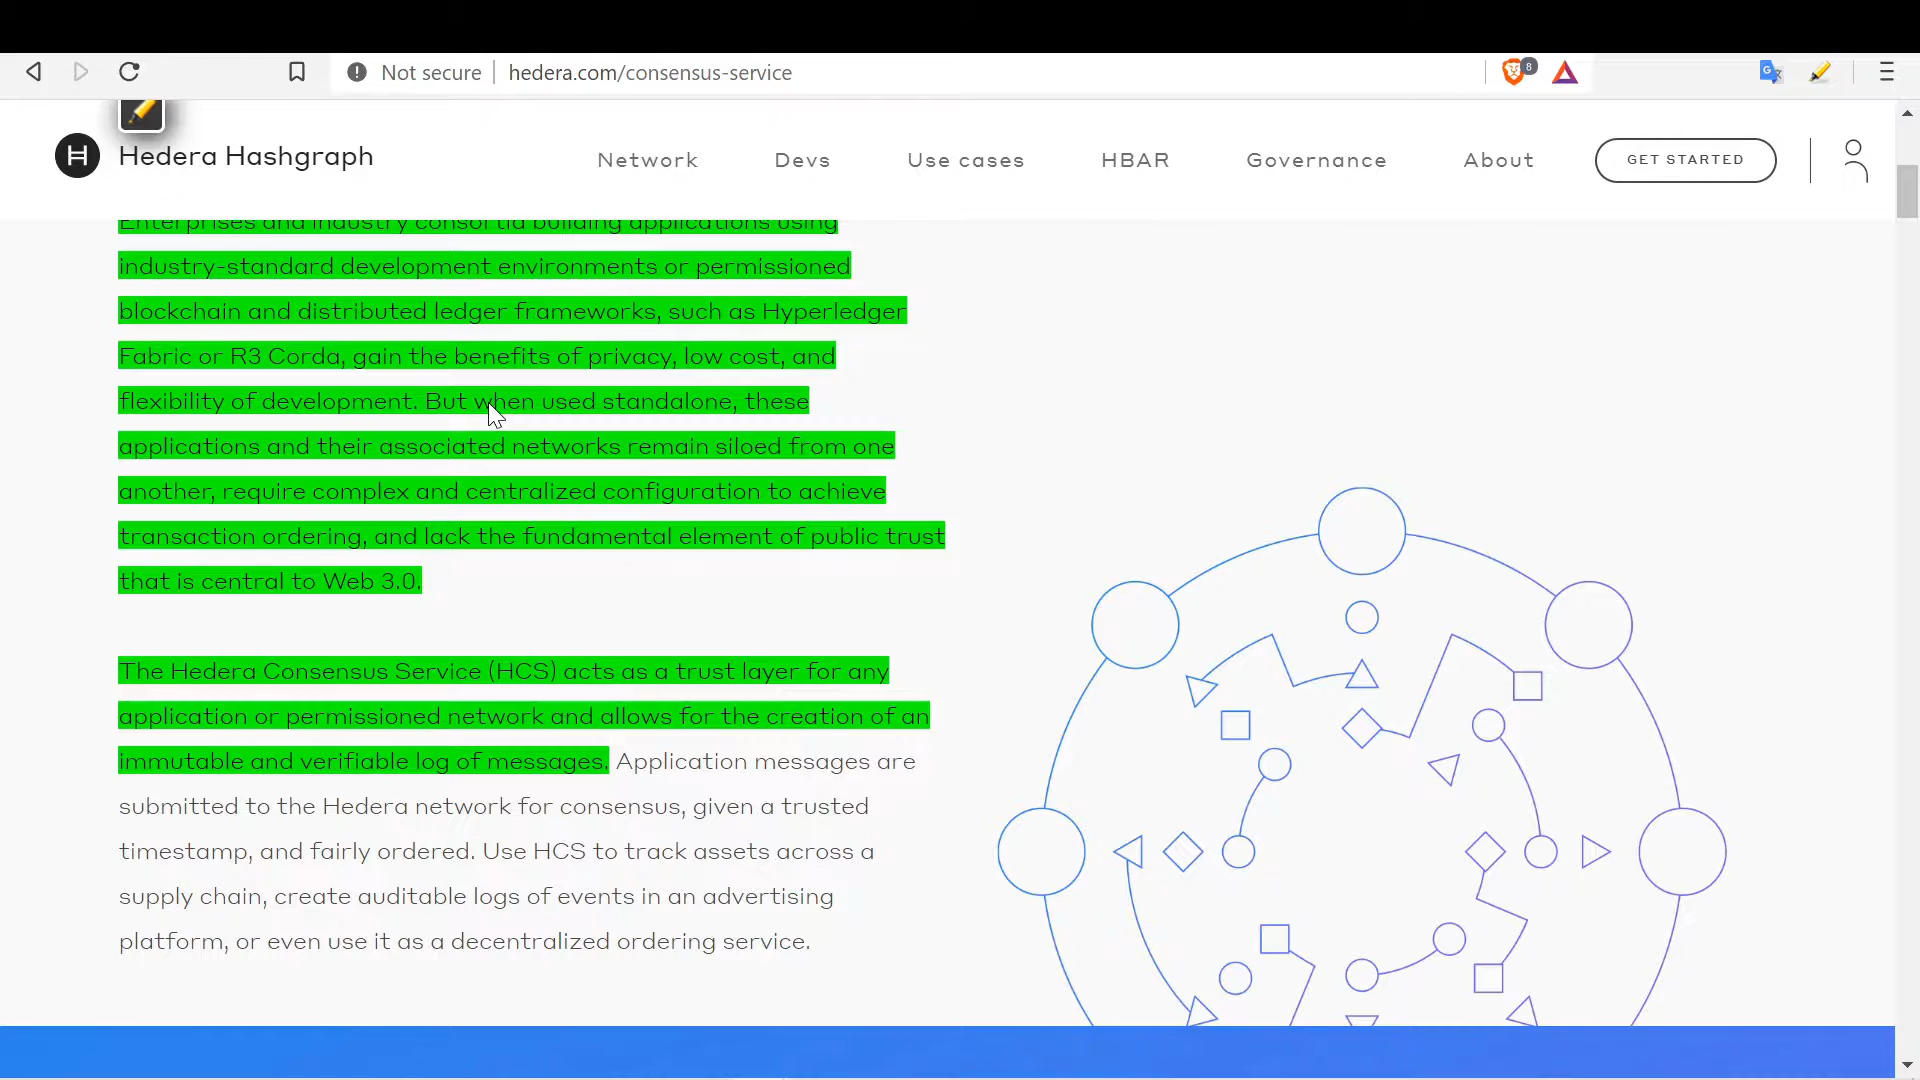 Not secure
hedera.com/consensus-service
8
Hedera Hashgraph
Network
Devs
Use cases
HBAR
Governance
About
GET STARTED
Enterprises and industry consortia building applications using
industry-standard development environments or permissioned
blockchain and distributed ledger frameworks, such as Hyperledger
Fabric or R3 Corda, gain the benefits of privacy, low cost, and
flexibility of development. But when used standalone, these
applications and their associated networks remain siloed from one
another, require complex and centralized configuration to achieve
transaction ordering, and lack the fundamental element of public trust
that is central to Web 3.0.
The Hedera Consensus Service (HCS) acts as a trust layer for any
application or permissioned network and allows for the creation of an
immutable and verifiable log of messages. Application messages are
submitted to the Hedera network for consensus, given a trusted
timestamp, and fairly ordered. Use HCS to track assets across a
supply chain, create auditable logs of events in an advertising
platform, or even use it as a decentralized ordering service.